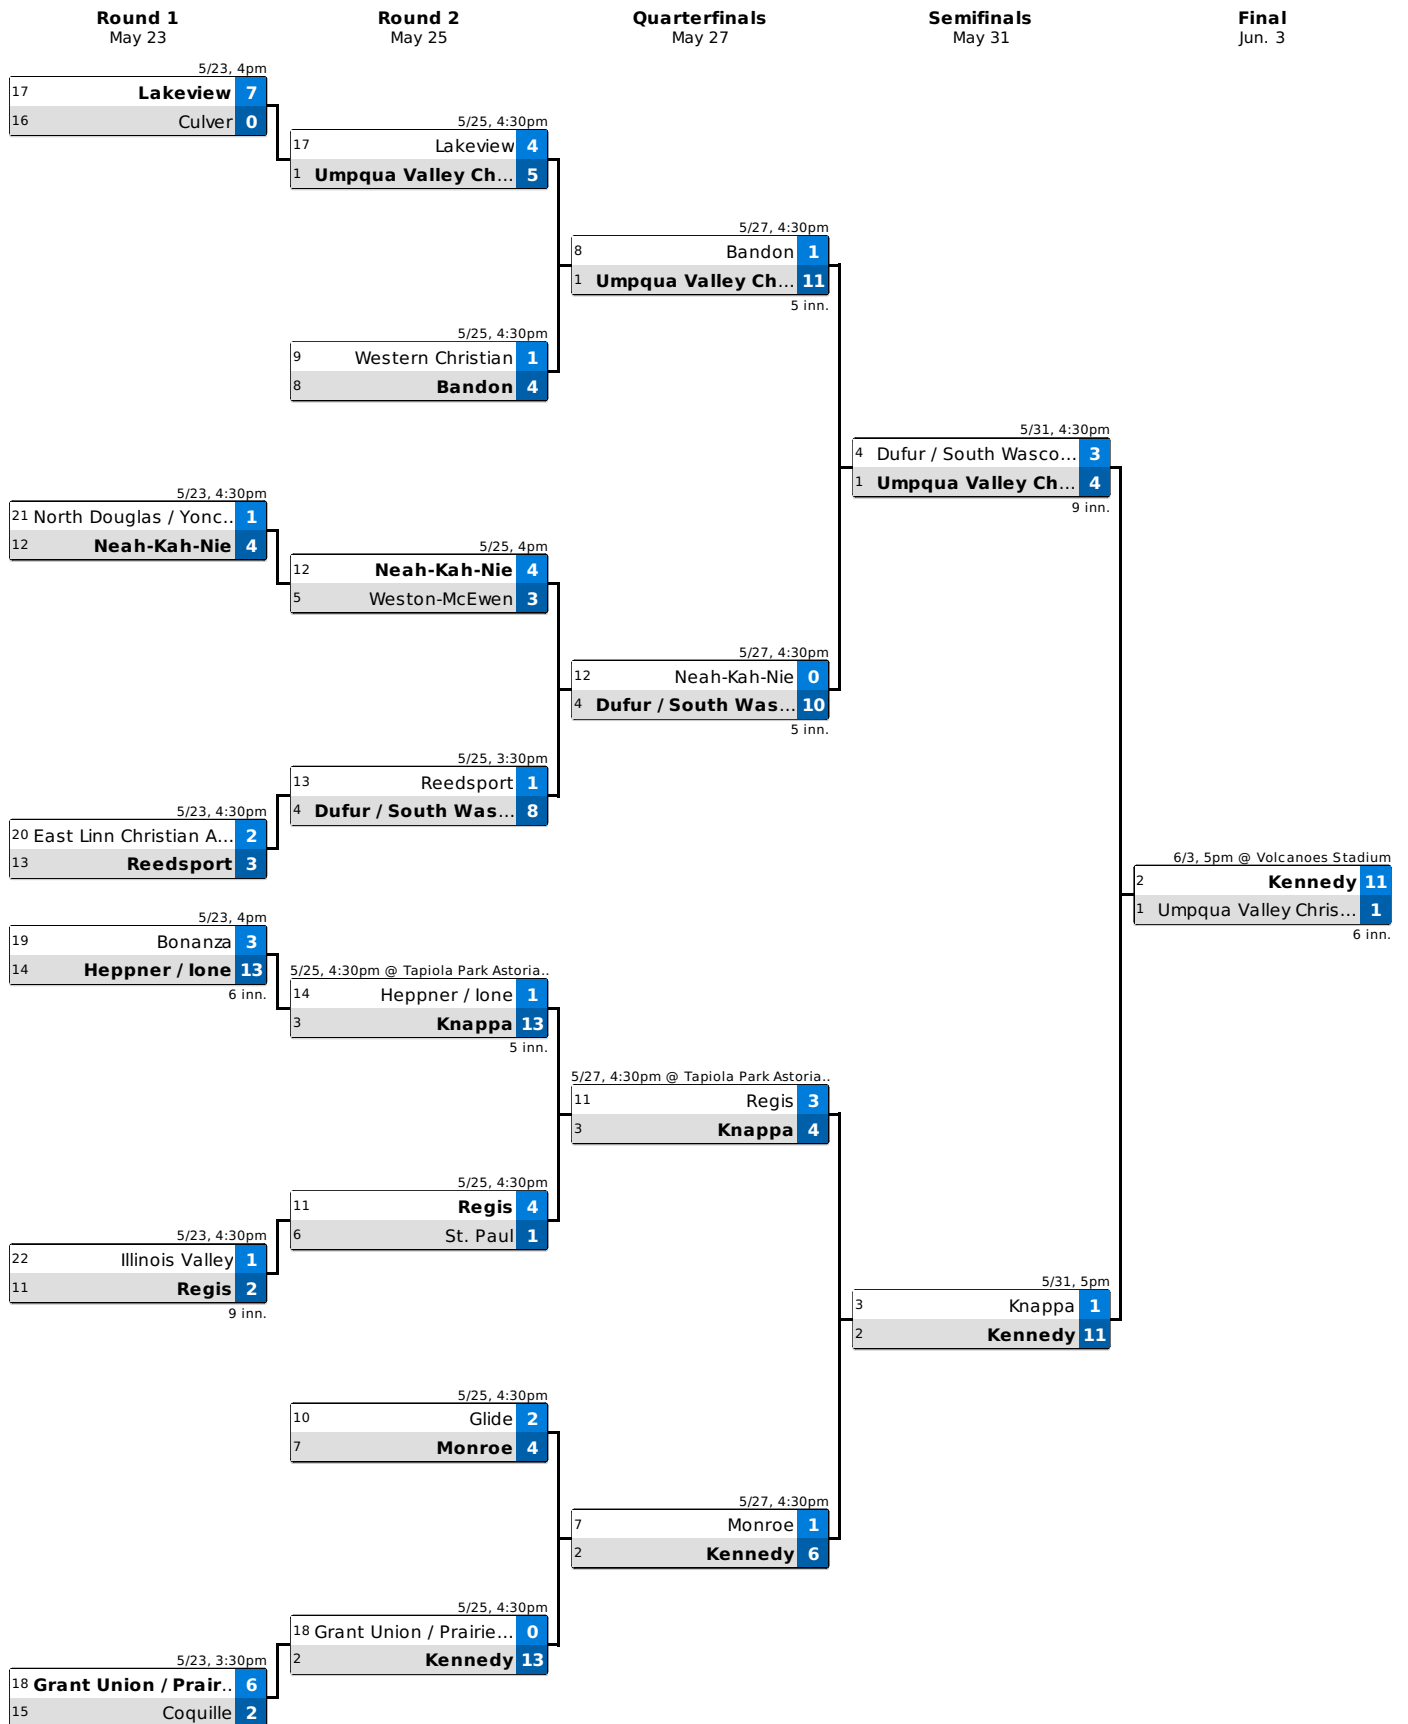 Round 1
May 23
Round 2
May 25
Quarterfinals
May 27
Semifinals
May 31
Final
Jun. 3
5/23, 4pm
17 Lakeview 7
16 Culver 0
5/23, 4:30pm
21 North Douglas / Yonc.. 1
12 Neah-Kah-Nie 4
5/23, 4:30pm
20 East Linn Christian A... 2
13 Reedsport 3
5/23, 4pm
19 Bonanza 3
14 Heppner / Ione 13
6 inn.
5/23, 4:30pm
22 Illinois Valley 1
11 Regis 2
9 inn.
5/23, 3:30pm
18 Grant Union / Prair.. 6
15 Coquille 2
5/25, 4:30pm
17 Lakeview 4
1 Umpqua Valley Ch... 5
5/25, 4:30pm
9 Western Christian 1
8 Bandon 4
5/25, 4pm
12 Neah-Kah-Nie 4
5 Weston-McEwen 3
5/25, 3:30pm
13 Reedsport 1
4 Dufur / South Was... 8
5/25, 4:30pm @ Tapiola Park Astoria..
14 Heppner / Ione 1
3 Knappa 13
5 inn.
5/25, 4:30pm
11 Regis 4
6 St. Paul 1
5/25, 4:30pm
10 Glide 2
7 Monroe 4
5/25, 4:30pm
18 Grant Union / Prairie... 0
2 Kennedy 13
5/27, 4:30pm
8 Bandon 1
1 Umpqua Valley Ch... 11
5 inn.
5/27, 4:30pm
12 Neah-Kah-Nie 0
4 Dufur / South Was... 10
5 inn.
5/27, 4:30pm @ Tapiola Park Astoria..
11 Regis 3
3 Knappa 4
5/27, 4:30pm
7 Monroe 1
2 Kennedy 6
5/31, 4:30pm
4 Dufur / South Wasco... 3
1 Umpqua Valley Ch... 4
9 inn.
5/31, 5pm
3 Knappa 1
2 Kennedy 11
6/3, 5pm @ Volcanoes Stadium
2 Kennedy 11
1 Umpqua Valley Chris... 1
6 inn.